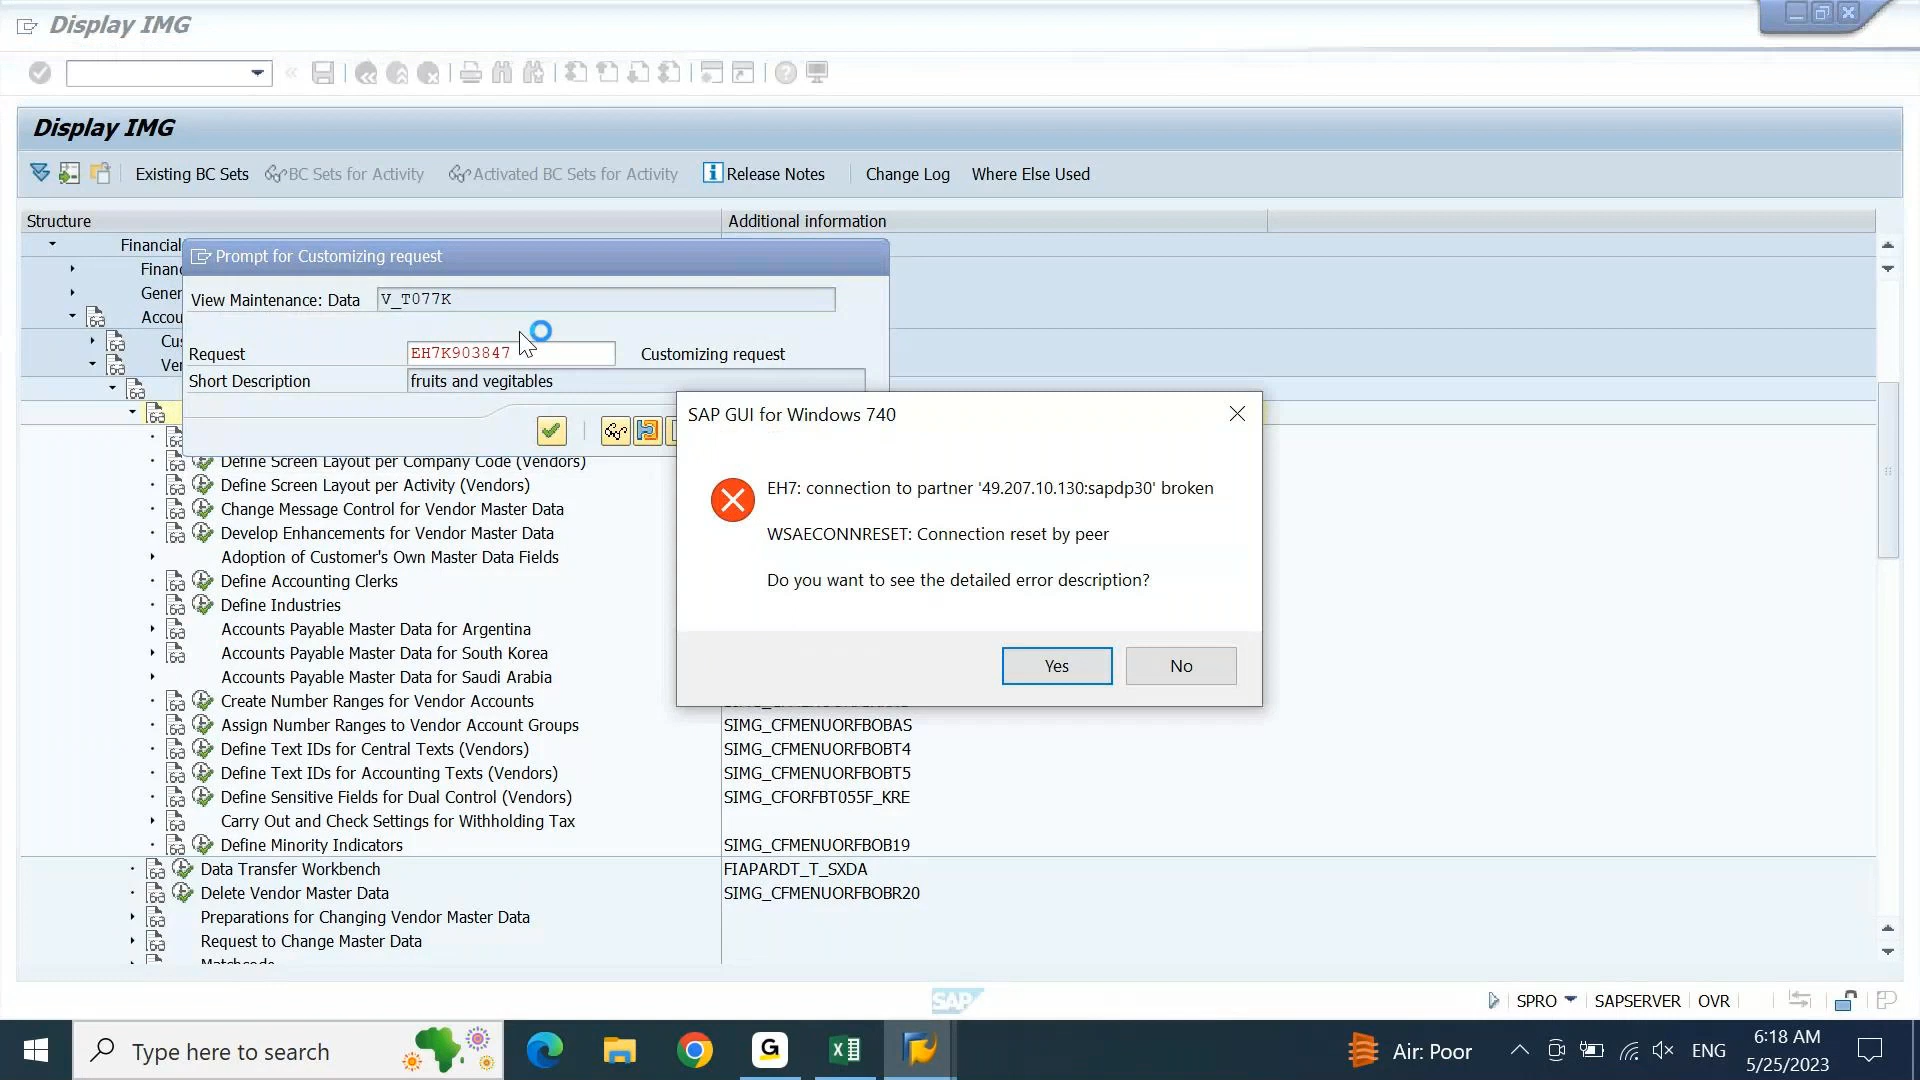 Display IMG
Display IMG
Existing BC Sets BC Sets for Activity Activated BC Sets for Activity Release Notes Change Log Where Else Used
Structure Additional information
Financial
Prompt for Customizing request
Finan
View Maintenance: Data V_T077K
Gener
Accou
Cu
Request EH7K903847 Customizing request
Ver
Short Description fruits and vegitables
SAP GUI for Windows 740
EH7: connection to partner '49.207.10.130:sapdp30' broken
WSAECONNRESET: Connection reset by peer
Do you want to see the detailed error description?
Yes No
Define Screen Layout per Company Code (Vendors)
Define Screen Layout per Activity (Vendors)
Change Message Control for Vendor Master Data
Develop Enhancements for Vendor Master Data
Adoption of Customer's Own Master Data Fields
Define Accounting Clerks
Define Industries
Accounts Payable Master Data for Argentina
Accounts Payable Master Data for South Korea
Accounts Payable Master Data for Saudi Arabia
Create Number Ranges for Vendor Accounts
Assign Number Ranges to Vendor Account Groups SIMG_CFMENUORFBOBAS
Define Text IDs for Central Texts (Vendors) SIMG_CFMENUORFBOBT4
Define Text IDs for Accounting Texts (Vendors) SIMG_CFMENUORFBOBT5
Define Sensitive Fields for Dual Control (Vendors) SIMG_CFORFBT055F_KRE
Carry Out and Check Settings for Withholding Tax
Define Minority Indicators SIMG_CFMENUORFBOB19
Data Transfer Workbench FIAPARDT_T_SXDA
Delete Vendor Master Data SIMG_CFMENUORFBOBR20
Preparations for Changing Vendor Master Data
Request to Change Master Data
Matchcode
SAP SPRO SAPSERVER OVR
Type here to search G Air: Poor ENG 6:18 AM
5/25/2023